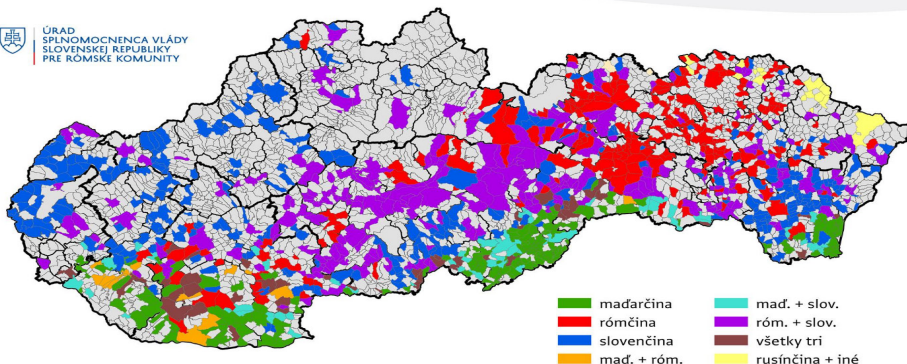 ÚRAD
SPLNOMOCNENCA VLÁDY
SLOVENSKEJ REPUBLIKY
PRE RÓMSKE KOMUNITY
maďarčina
rómčina
slovenčina
maď. + róm.
maď. + slov.
róm. + slov.
všetky tri
rusínčina + iné